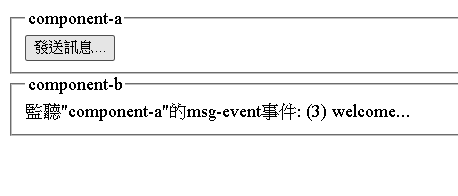 component-a
發送訊息....
component-b
監聽"component-a"的msg-event事件: (3) welcome...